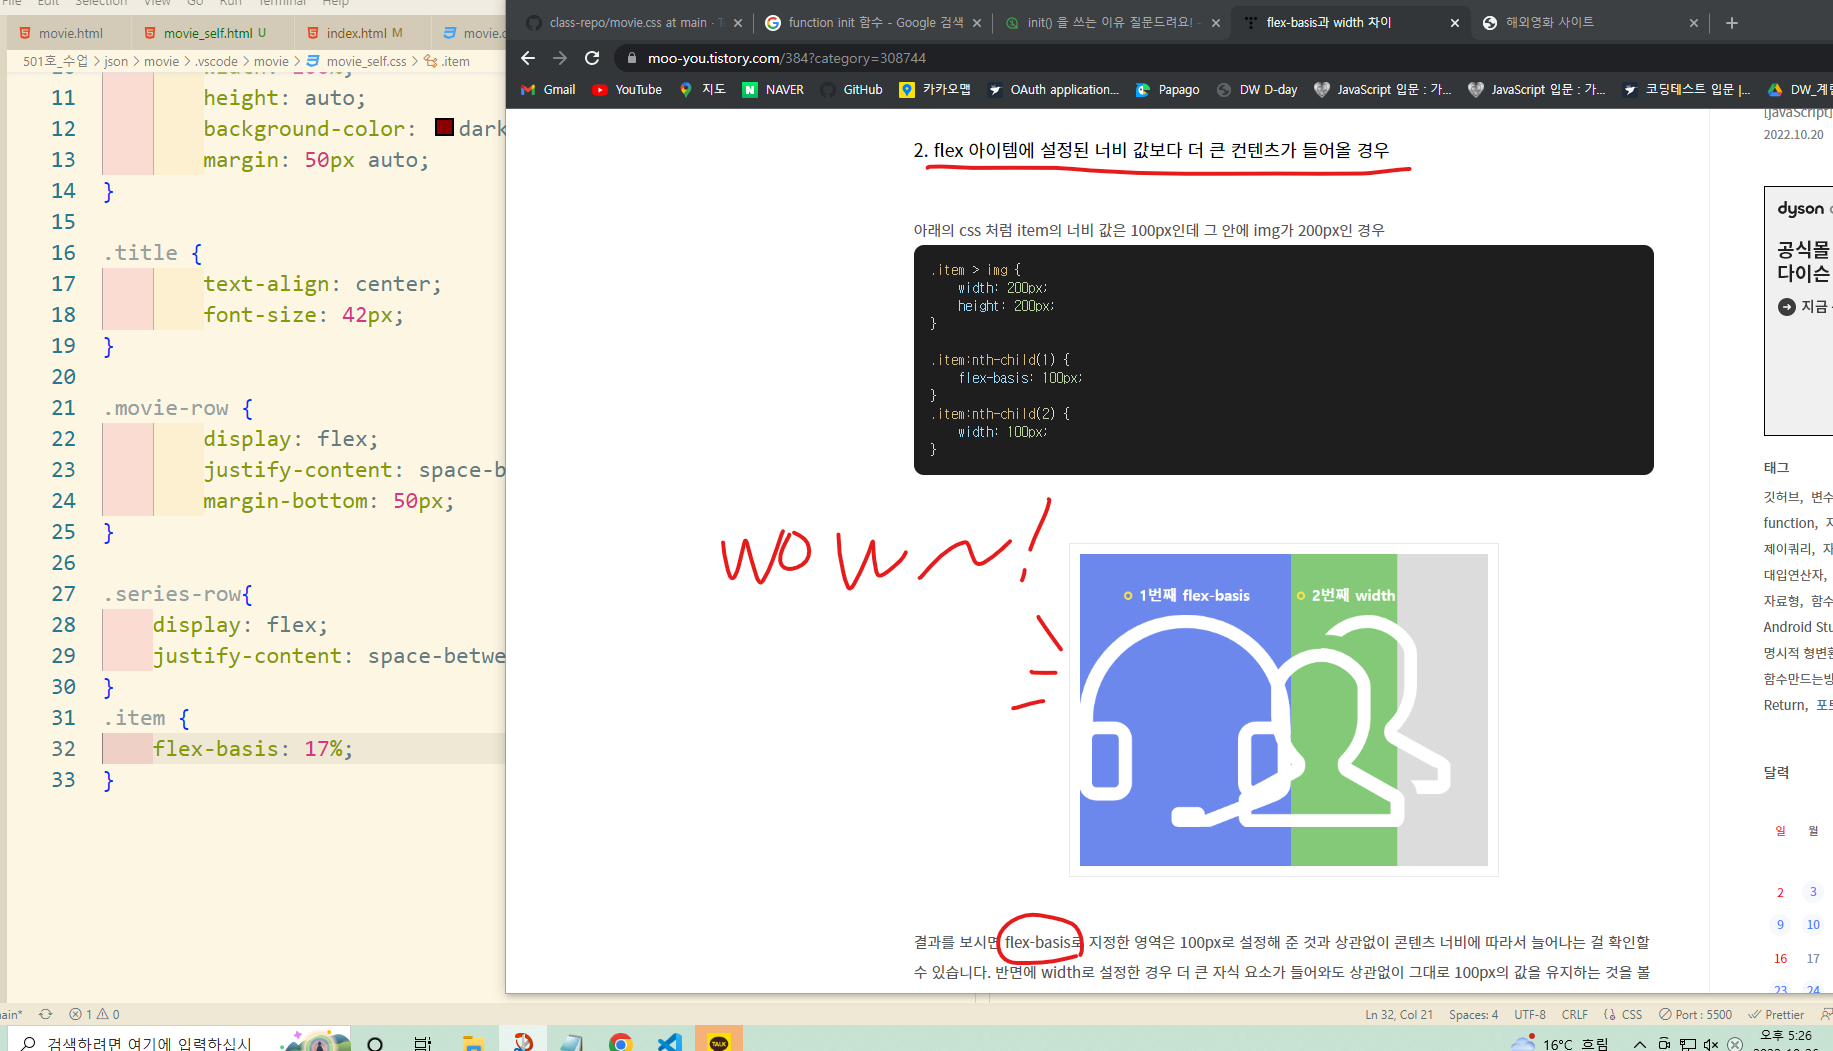 File Edit Selection View Go Run Terminal Help
movie.html
movie_self.html U
index.html M
movie.c
501호_수업 > json > movie > .vscode > movie > movie_self.css > .item
11 height: auto;
12 background-color: dark
13 margin: 50px auto;
14 }
15
16 .title {
17 text-align: center;
18 font-size: 42px;
19 }
20
21 .movie-row {
22 display: flex;
23 justify-content: space-b
24 margin-bottom: 50px;
25 }
26
27 .series-row{
28 display: flex;
29 justify-content: space-betwe
30 }
31 .item {
32 flex-basis: 17%;
33 }
class-repo/movie.css at main · T
function init 함수 - Google 검색
init() 을 쓰는 이유 질문드려요! -
flex-basis과 width 차이
해외영화 사이트
moo-you.tistory.com/384?category=308744
Gmail YouTube 지도 NAVER GitHub 카카오맵 OAuth application... Papago DW D-day JavaScript 입문 : 가... JavaScript 입문 : 가... 코딩테스트 입문 |... DW_계
2. flex 아이템에 설정된 너비 값보다 더 큰 컨텐츠가 들어올 경우
아래의 css 처럼 item의 너비 값은 100px인데 그 안에 img가 200px인 경우
.item > img {
width: 200px;
height: 200px;
}
.item:nth-child(1) {
flex-basis: 100px;
}
.item:nth-child(2) {
width: 100px;
}
WOW~!
1번째 flex-basis
2번째 width
결과를 보시면 flex-basis로 지정한 영역은 100px로 설정해 준 것과 상관없이 콘텐츠 너비에 따라서 늘어나는 걸 확인할
수 있습니다. 반면에 width로 설정한 경우 더 큰 자식 요소가 들어와도 상관없이 그대로 100px의 값을 유지하는 것을 볼
[JavaScript]
2022.10.20
dyson
공식몰
다이슨
지금
태그
깃허브, 변수
function,
제이쿼리,
대입연산자,
자료형, 함수
Android Stu
명시적 형변환
함수만드는방
Return, 포트
달력
일 월
2 3
9 10
16 17
23 24
ain* 1 0
Ln 32, Col 21 Spaces: 4 UTF-8 CRLF CSS Port : 5500 Prettier
검색하려면 여기에 입력하십시
TALK
16°C 흐림
오후 5:26